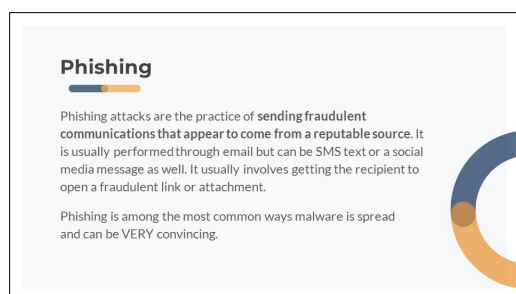 Phishing
Phishing attacks are the practice of sending fraudulent
communications that appear to come from a reputable source. It
is usually performed through email but can be SMS text or a social
media message as well. It usually involves getting the recipient to
open a fraudulent link or attachment.
Phishing is among the most common ways malware is spread
and can be VERY convincing.